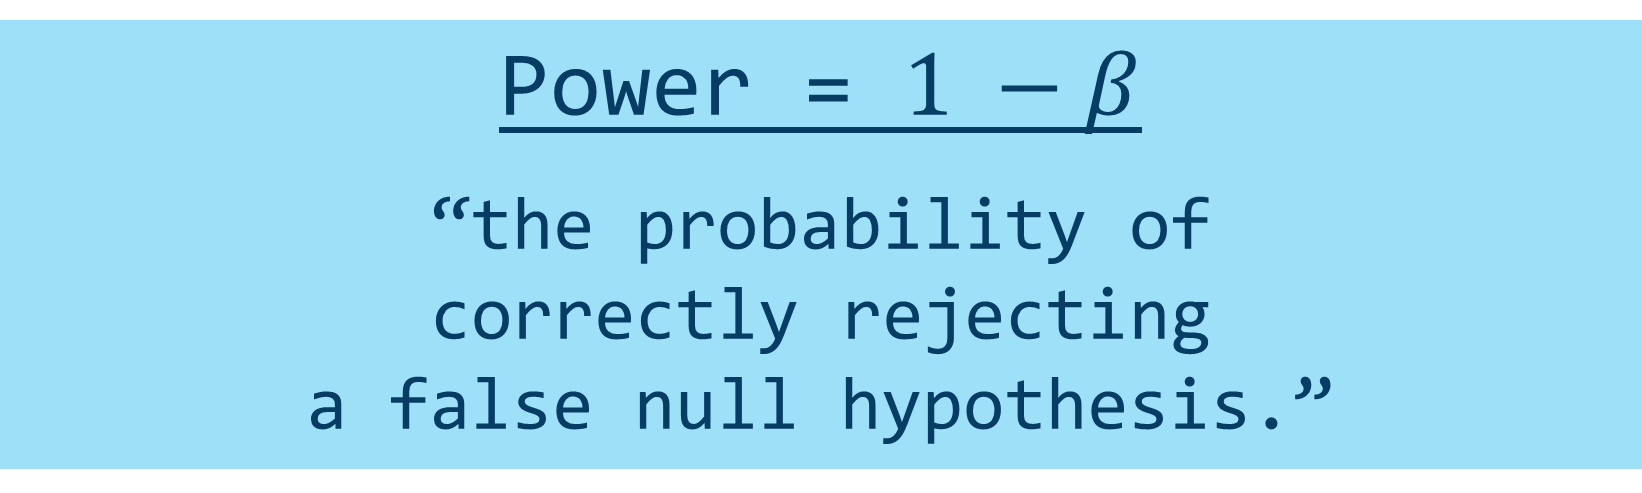 Power = 1 − β
“the probability of
correctly rejecting
a false null hypothesis.”